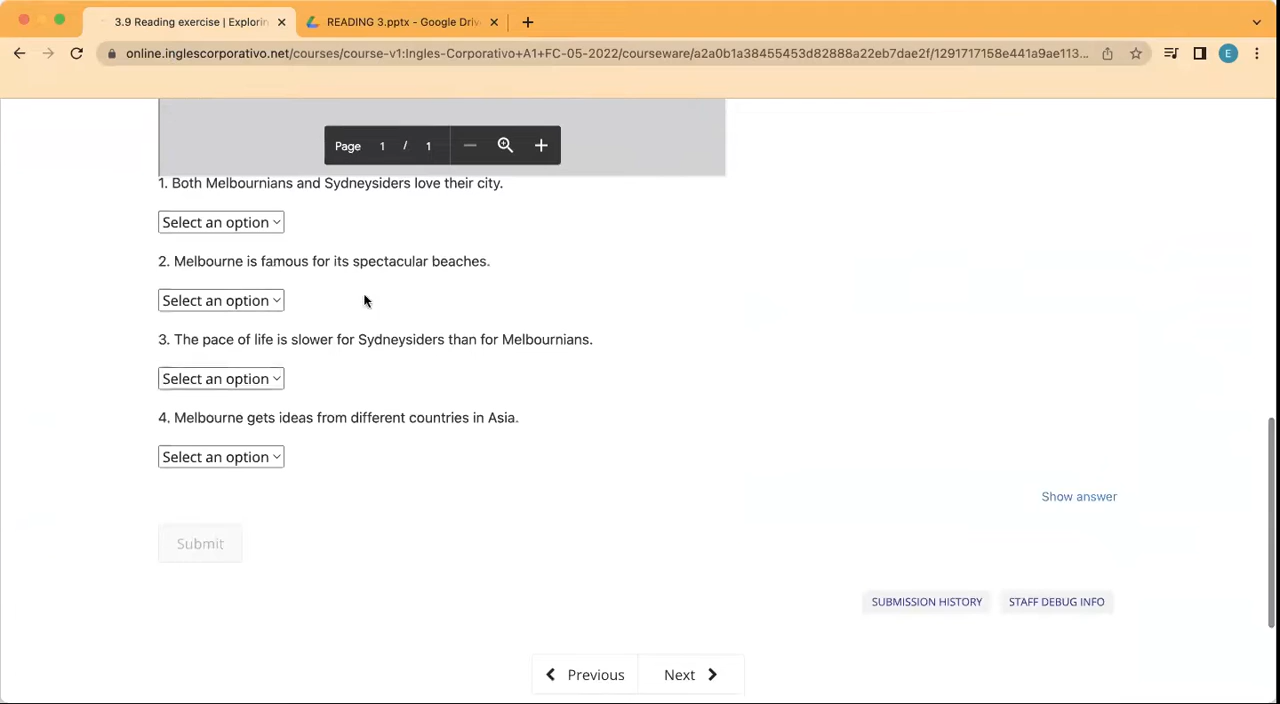 3.9 Reading exercise | Explorin
READING 3.pptx - Google Driv
online.inglescorporativo.net/courses/course-v1:Ingles-Corporativo+A1+FC-05-2022/courseware/a2a0b1a38455453d82888a22eb7dae2f/1291717158e441a9ae113...
E
Page 1 / 1
1. Both Melbournians and Sydneysiders love their city.
Select an option
2. Melbourne is famous for its spectacular beaches.
Select an option
3. The pace of life is slower for Sydneysiders than for Melbournians.
Select an option
4. Melbourne gets ideas from different countries in Asia.
Select an option
Show answer
Submit
SUBMISSION HISTORY STAFF DEBUG INFO
Previous Next